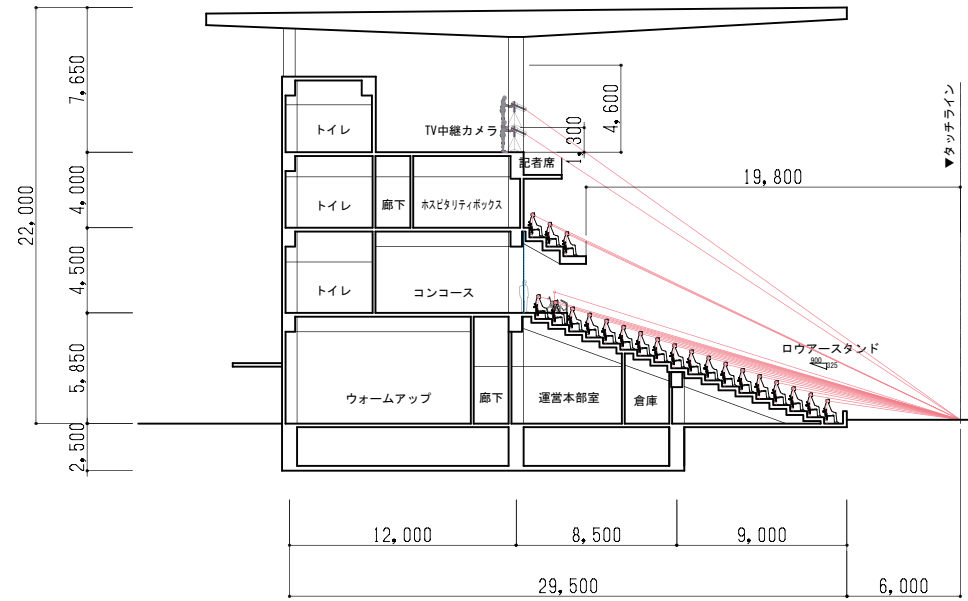 7,650
4,000
22,000
4,500
5,850
2,500
トイレ
TV中継カメラ
4,600
1,300
記者席
▼タッチライン
19,800
トイレ
廊下
ホスピタリティボックス
トイレ
コンコース
ロウアースタンド
900
325
ウォームアップ
廊下
運営本部室
倉庫
12,000
8,500
9,000
29,500
6,000